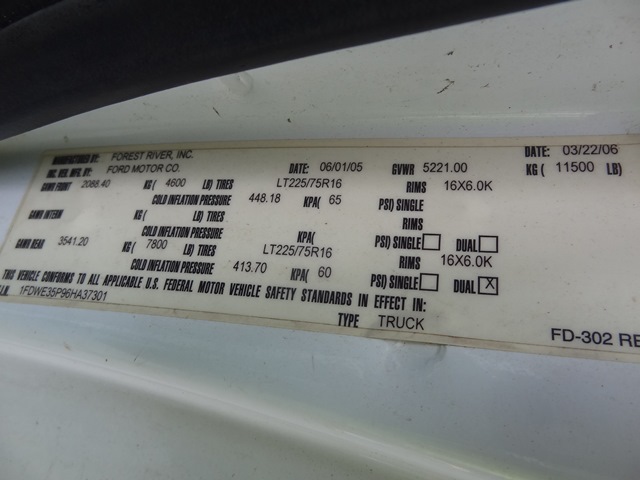 MANUFACTURED BY: FOREST RIVER, INC. DATE: 03/22/06
INC. VEH. MFG. BY: FORD MOTOR CO. DATE: 06/01/05 GVWR 5221.00 KG ( 11500 LB)
GAWR FRONT 2088.40 KG ( 4600 LB) TIRES LT225/75R16 RIMS 16X6.0K
COLD INFLATION PRESSURE 448.18 KPA( 65 PSI) SINGLE
GAWR INTERM KG ( LB) TIRES RIMS
COLD INFLATION PRESSURE KPA( PSI) SINGLE DUAL
GAWR REAR 3541.20 KG ( 7800 LB) TIRES LT225/75R16 RIMS 16X6.0K
COLD INFLATION PRESSURE 413.70 KPA( 60 PSI) SINGLE DUAL X
THIS VEHICLE CONFORMS TO ALL APPLICABLE U.S. FEDERAL MOTOR VEHICLE SAFETY STANDARDS IN EFFECT IN:
1FDWE35P96HA37301 TYPE TRUCK
FD-302 RE